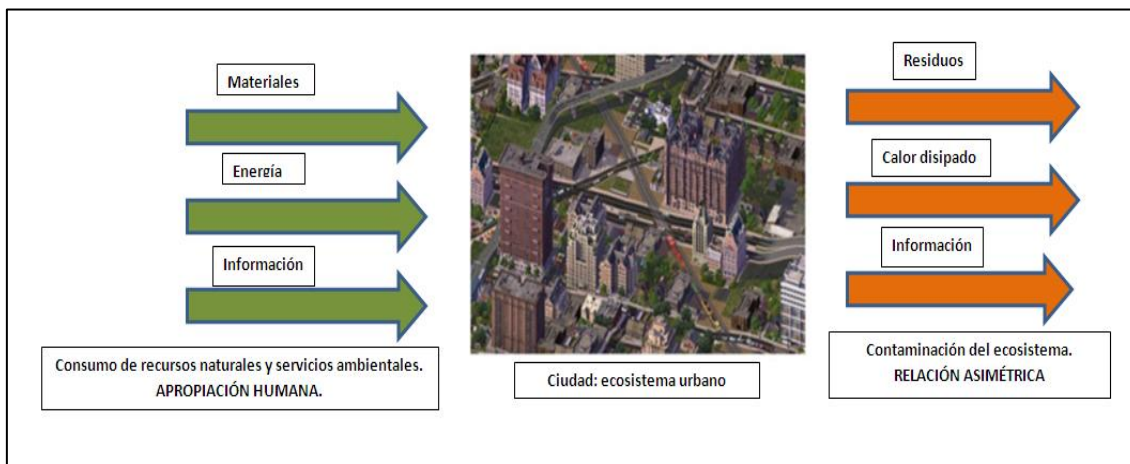 Materiales
Energía
Información
Consumo de recursos naturales y servicios ambientales.
APROPIACIÓN HUMANA.
Ciudad: ecosistema urbano
Residuos
Calor disipado
Información
Contaminación del ecosistema.
RELACIÓN ASIMÉTRICA